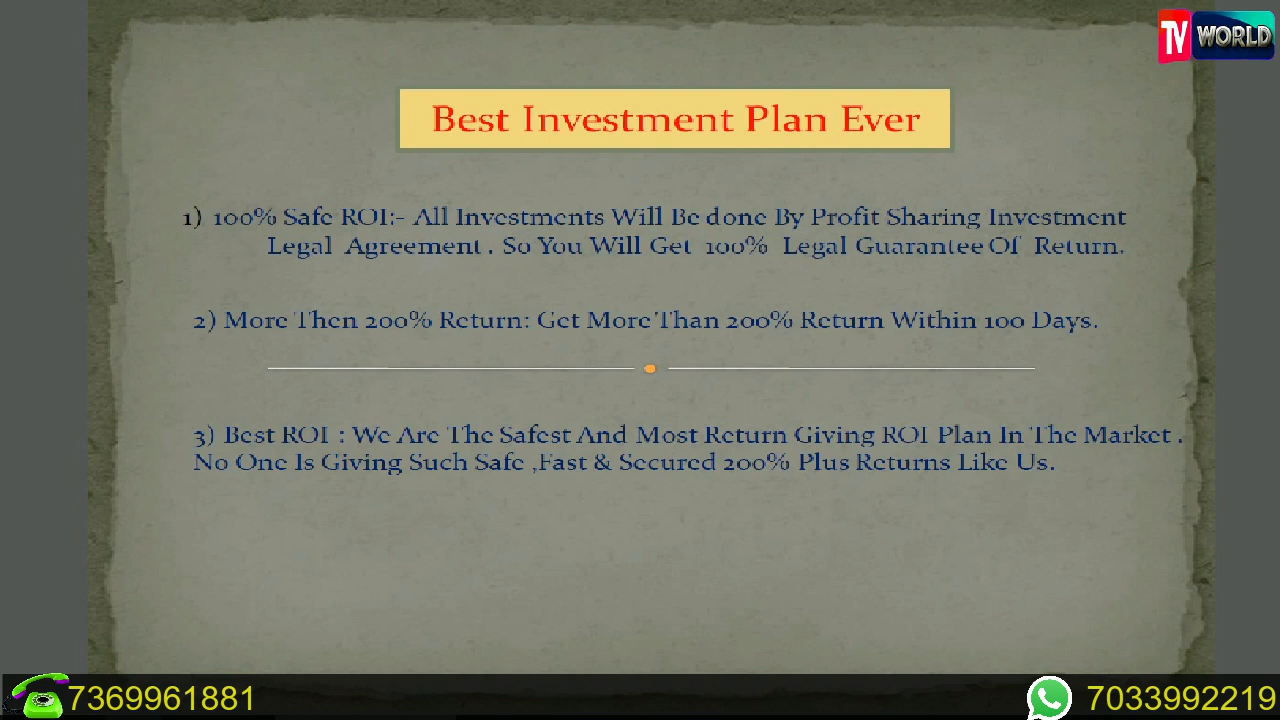 TV WORLD
Best Investment Plan Ever
1) 100% Safe ROI:- All Investments Will Be done By Profit Sharing Investment
Legal Agreement . So You Will Get 100% Legal Guarantee Of Return.
2) More Then 200% Return: Get More Than 200% Return Within 100 Days.
3) Best ROI : We Are The Safest And Most Return Giving ROI Plan In The Market .
No One Is Giving Such Safe ,Fast & Secured 200% Plus Returns Like Us.
7369961881
7033992219